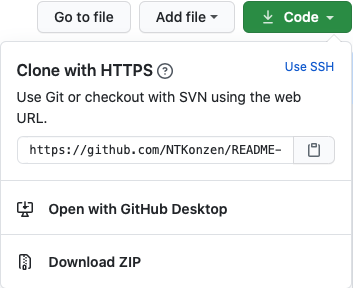 Go to file
Add file
Code
Clone with HTTPS
Use SSH
Use Git or checkout with SVN using the web
URL.
https://github.com/NTKonzen/README-
Open with GitHub Desktop
Download ZIP